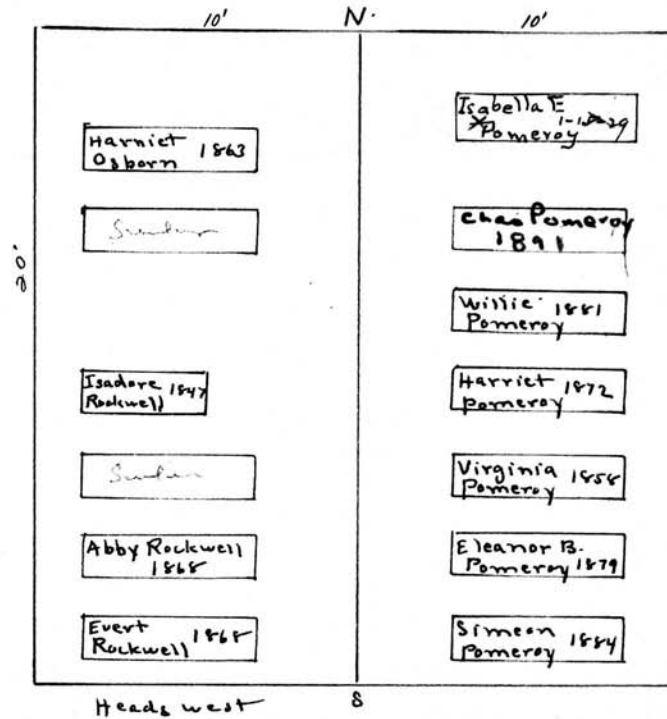 10' N. 10'
20'
Harriet 1863
Osborn
Isadore 1847
Rockwell
Abby Rockwell
1868
Evert 1868
Rockwell
Isabella E
Pomeroy 29
Chas Pomeroy
1891
Willie 1881
Pomeroy
Harriet 1872
Pomeroy
Virginia 1858
Pomeroy
Eleanor B.
Pomeroy 1879
Simeon 1884
Pomeroy
Heads west S